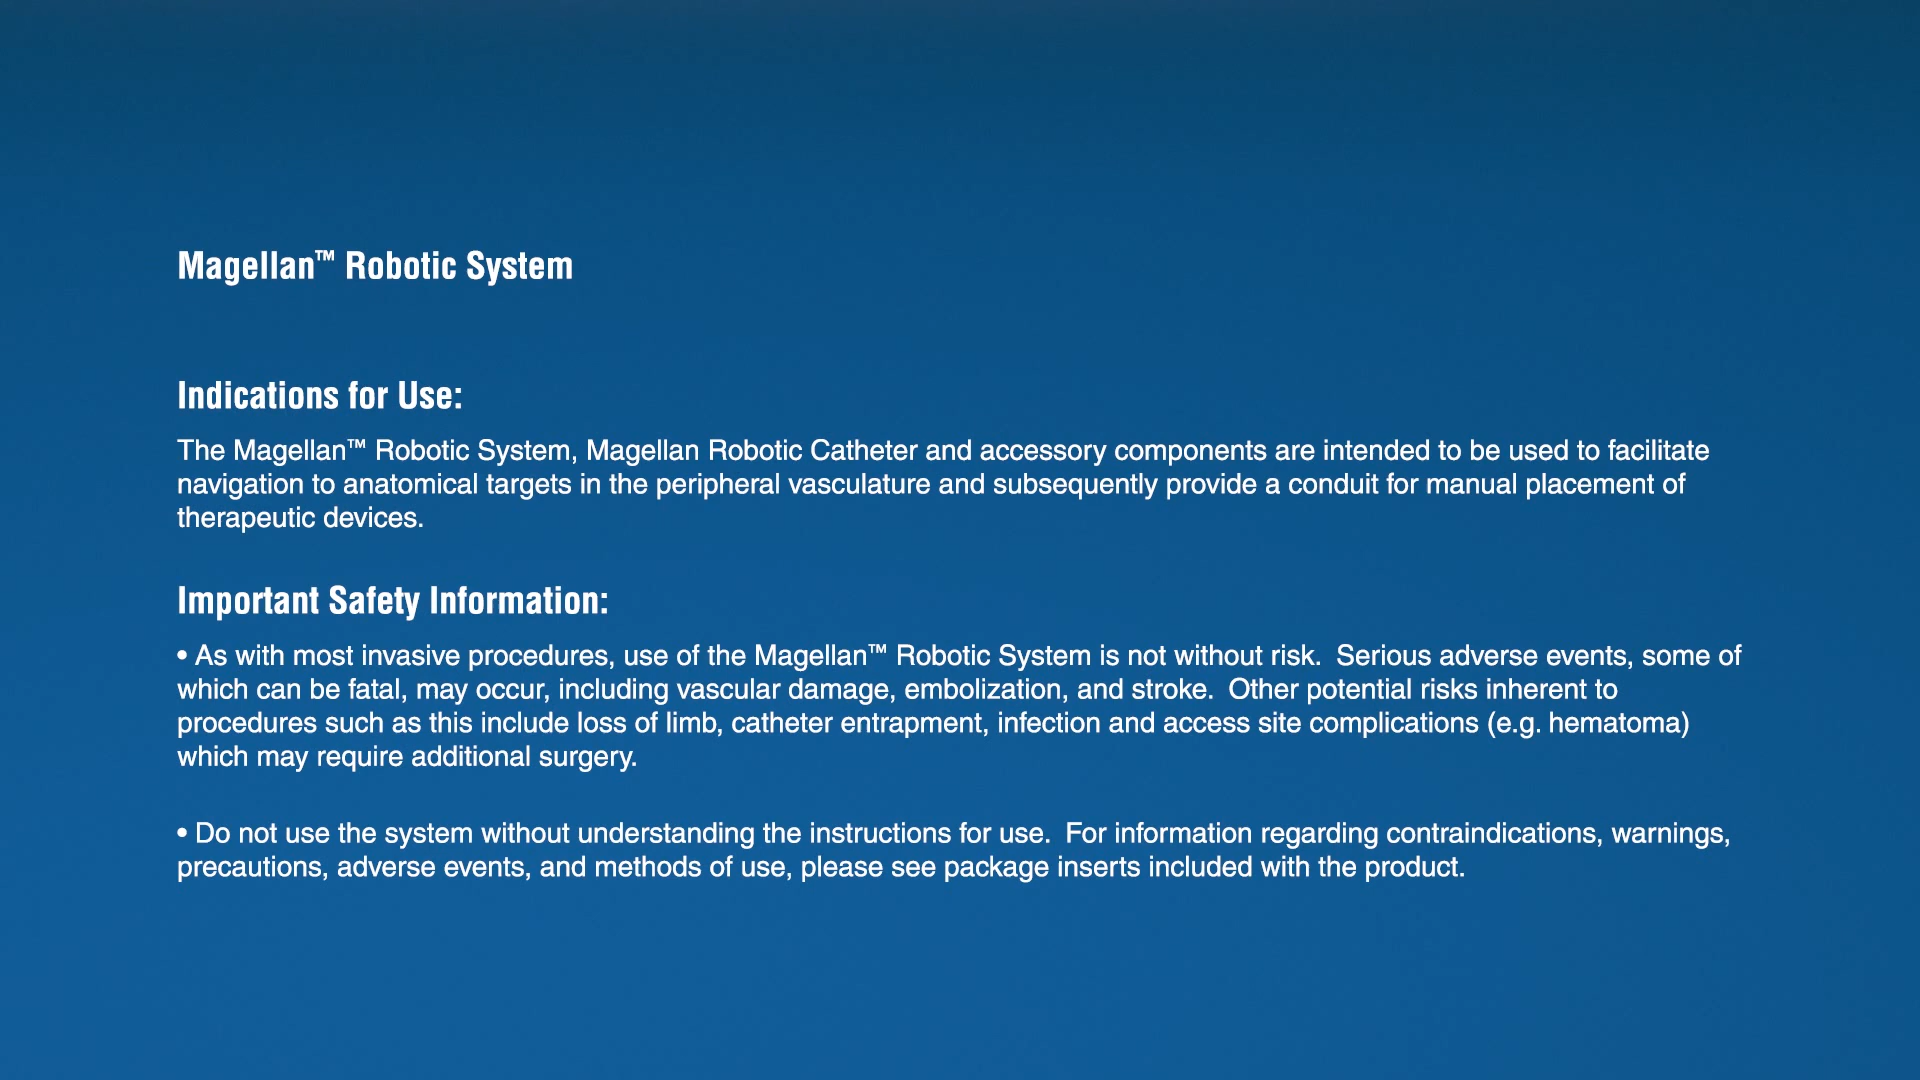 Magellan™ Robotic System
Indications for Use:
The Magellan™ Robotic System, Magellan Robotic Catheter and accessory components are intended to be used to facilitate
navigation to anatomical targets in the peripheral vasculature and subsequently provide a conduit for manual placement of
therapeutic devices.
Important Safety Information:
• As with most invasive procedures, use of the Magellan™ Robotic System is not without risk.  Serious adverse events, some of
which can be fatal, may occur, including vascular damage, embolization, and stroke.  Other potential risks inherent to
procedures such as this include loss of limb, catheter entrapment, infection and access site complications (e.g. hematoma)
which may require additional surgery.
• Do not use the system without understanding the instructions for use.  For information regarding contraindications, warnings,
precautions, adverse events, and methods of use, please see package inserts included with the product.